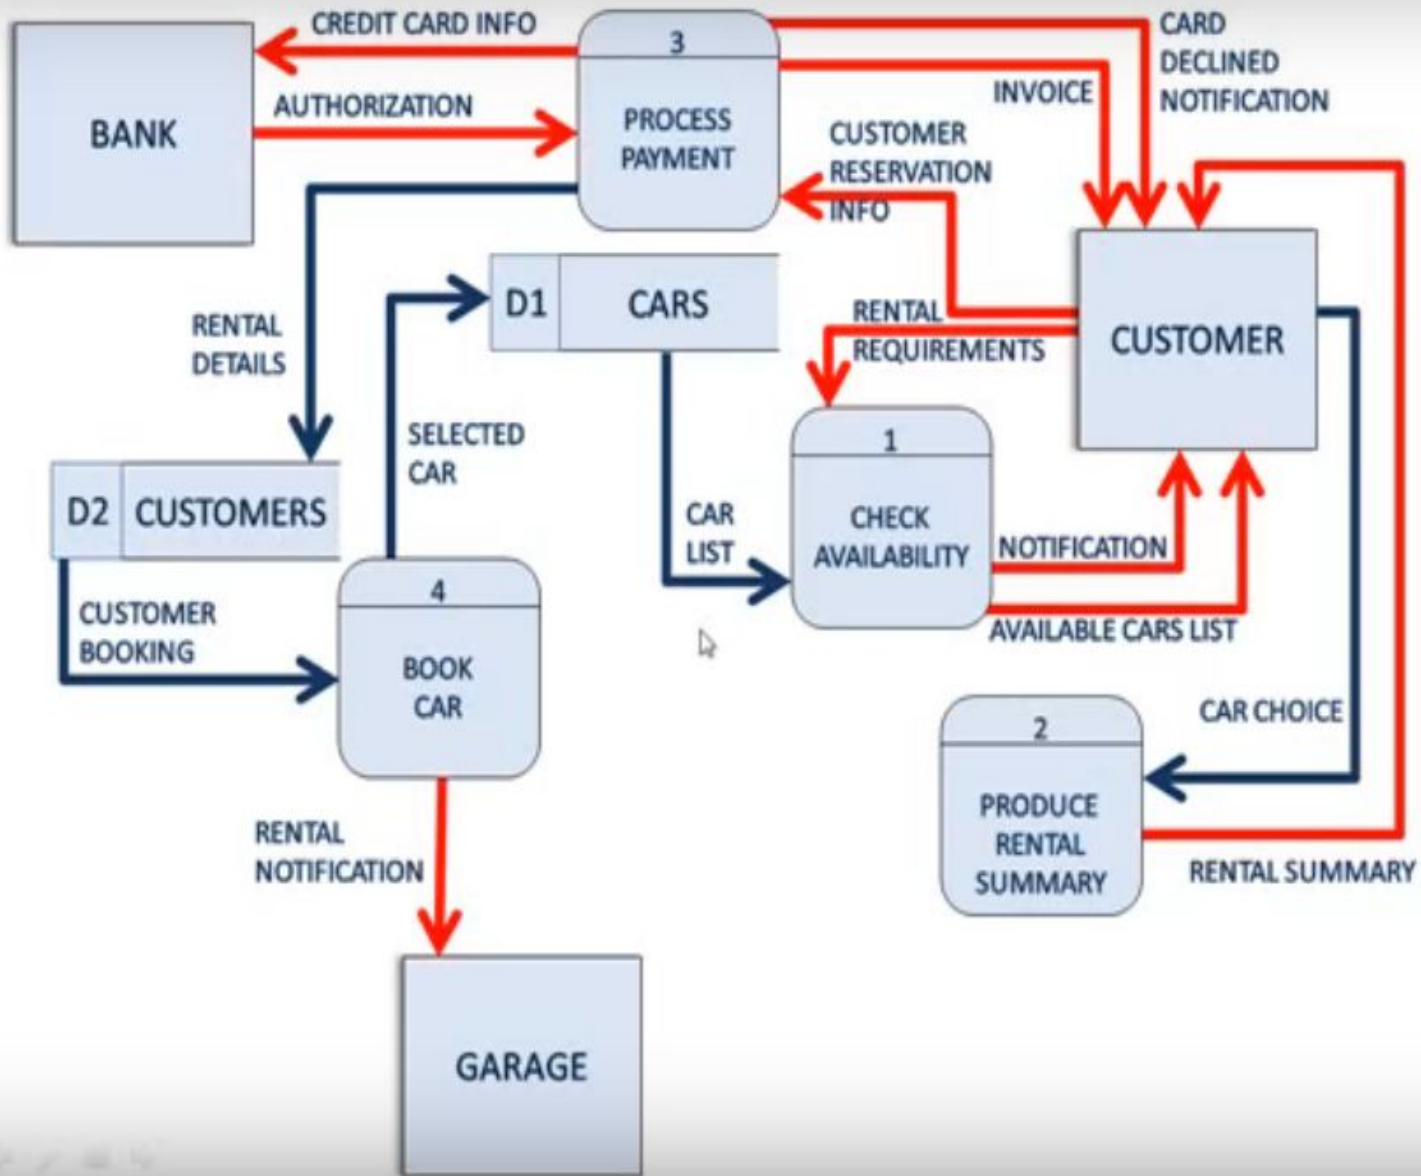 CREDIT CARD INFO
3
CARD
DECLINED
NOTIFICATION
INVOICE
AUTHORIZATION
BANK
PROCESS
PAYMENT
CUSTOMER
RESERVATION
INFO
D1
CARS
RENTAL
REQUIREMENTS
CUSTOMER
RENTAL
DETAILS
SELECTED
CAR
1
CHECK
AVAILABILITY
D2
CUSTOMERS
CAR
LIST
NOTIFICATION
AVAILABLE CARS LIST
4
BOOK
CAR
CUSTOMER
BOOKING
CAR CHOICE
2
PRODUCE
RENTAL
SUMMARY
RENTAL SUMMARY
RENTAL
NOTIFICATION
GARAGE